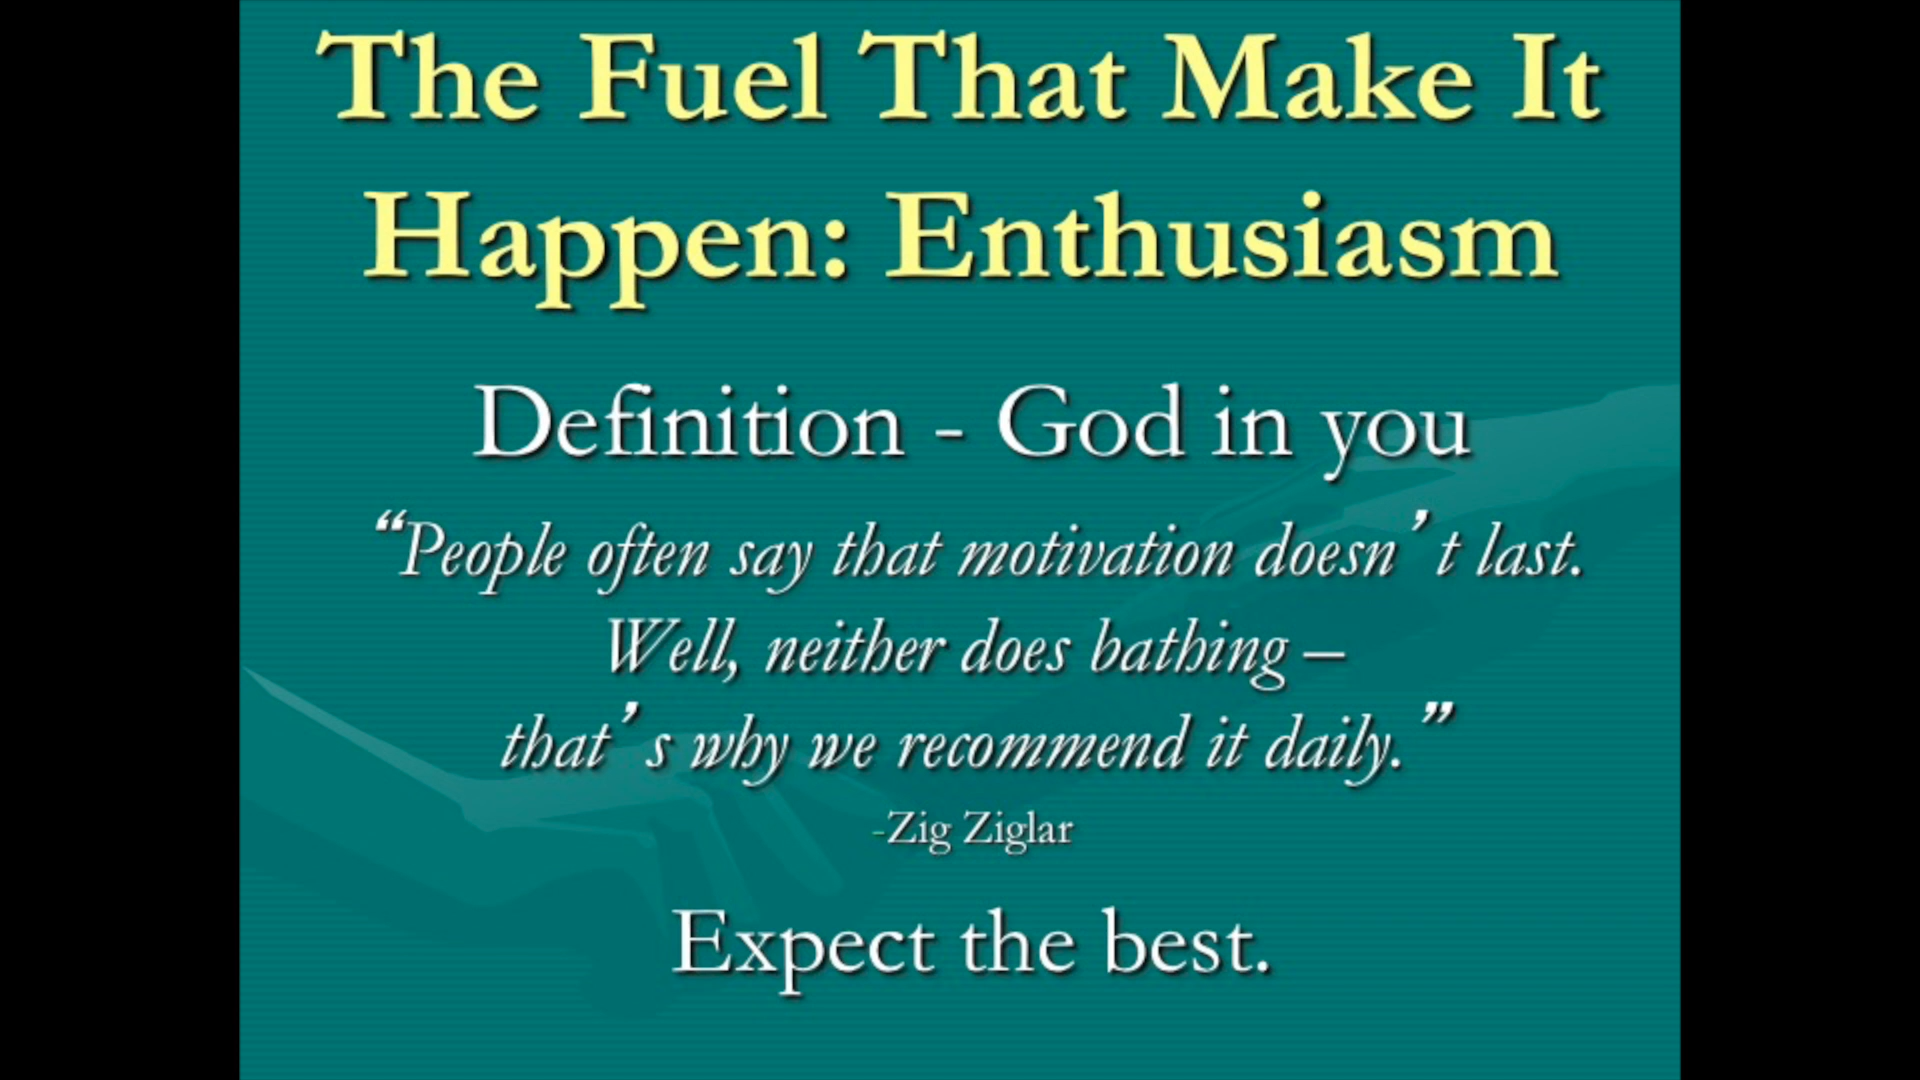 The Fuel That Make It
Happen: Enthusiasm
Definition - God in you
“People often say that motivation doesn’t last.
Well, neither does bathing –
that’s why we recommend it daily.”
-Zig Ziglar
Expect the best.